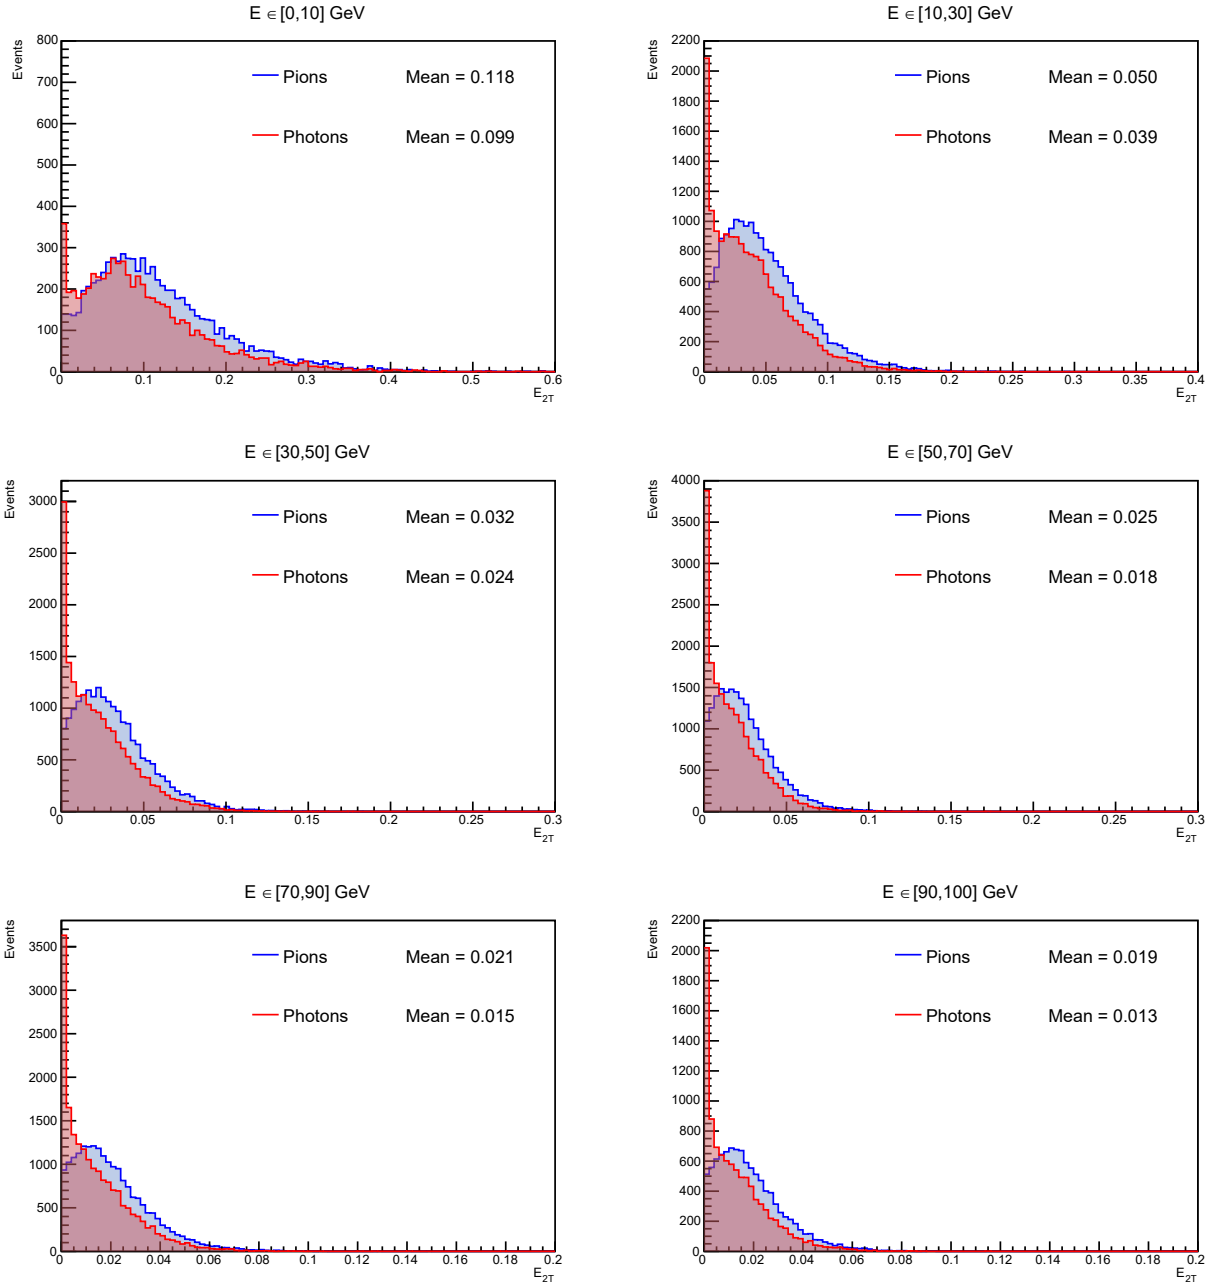 E ∈ [0,10] GeV
Events
800
700
600
500
400
300
200
100
0
0 0.1 0.2 0.3 0.4 0.5 0.6
E2T
Pions Mean = 0.118
Photons Mean = 0.099
E ∈ [10,30] GeV
Events
2200
2000
1800
1600
1400
1200
1000
800
600
400
200
0
0 0.05 0.1 0.15 0.2 0.25 0.3 0.35 0.4
E2T
Pions Mean = 0.050
Photons Mean = 0.039
E ∈ [30,50] GeV
Events
3000
2500
2000
1500
1000
500
0
0 0.05 0.1 0.15 0.2 0.25 0.3
E2T
Pions Mean = 0.032
Photons Mean = 0.024
E ∈ [50,70] GeV
Events
4000
3500
3000
2500
2000
1500
1000
500
0
0 0.05 0.1 0.15 0.2 0.25 0.3
E2T
Pions Mean = 0.025
Photons Mean = 0.018
E ∈ [70,90] GeV
Events
3500
3000
2500
2000
1500
1000
500
0
0 0.02 0.04 0.06 0.08 0.1 0.12 0.14 0.16 0.18 0.2
E2T
Pions Mean = 0.021
Photons Mean = 0.015
E ∈ [90,100] GeV
Events
2200
2000
1800
1600
1400
1200
1000
800
600
400
200
0
0 0.02 0.04 0.06 0.08 0.1 0.12 0.14 0.16 0.18 0.2
E2T
Pions Mean = 0.019
Photons Mean = 0.013